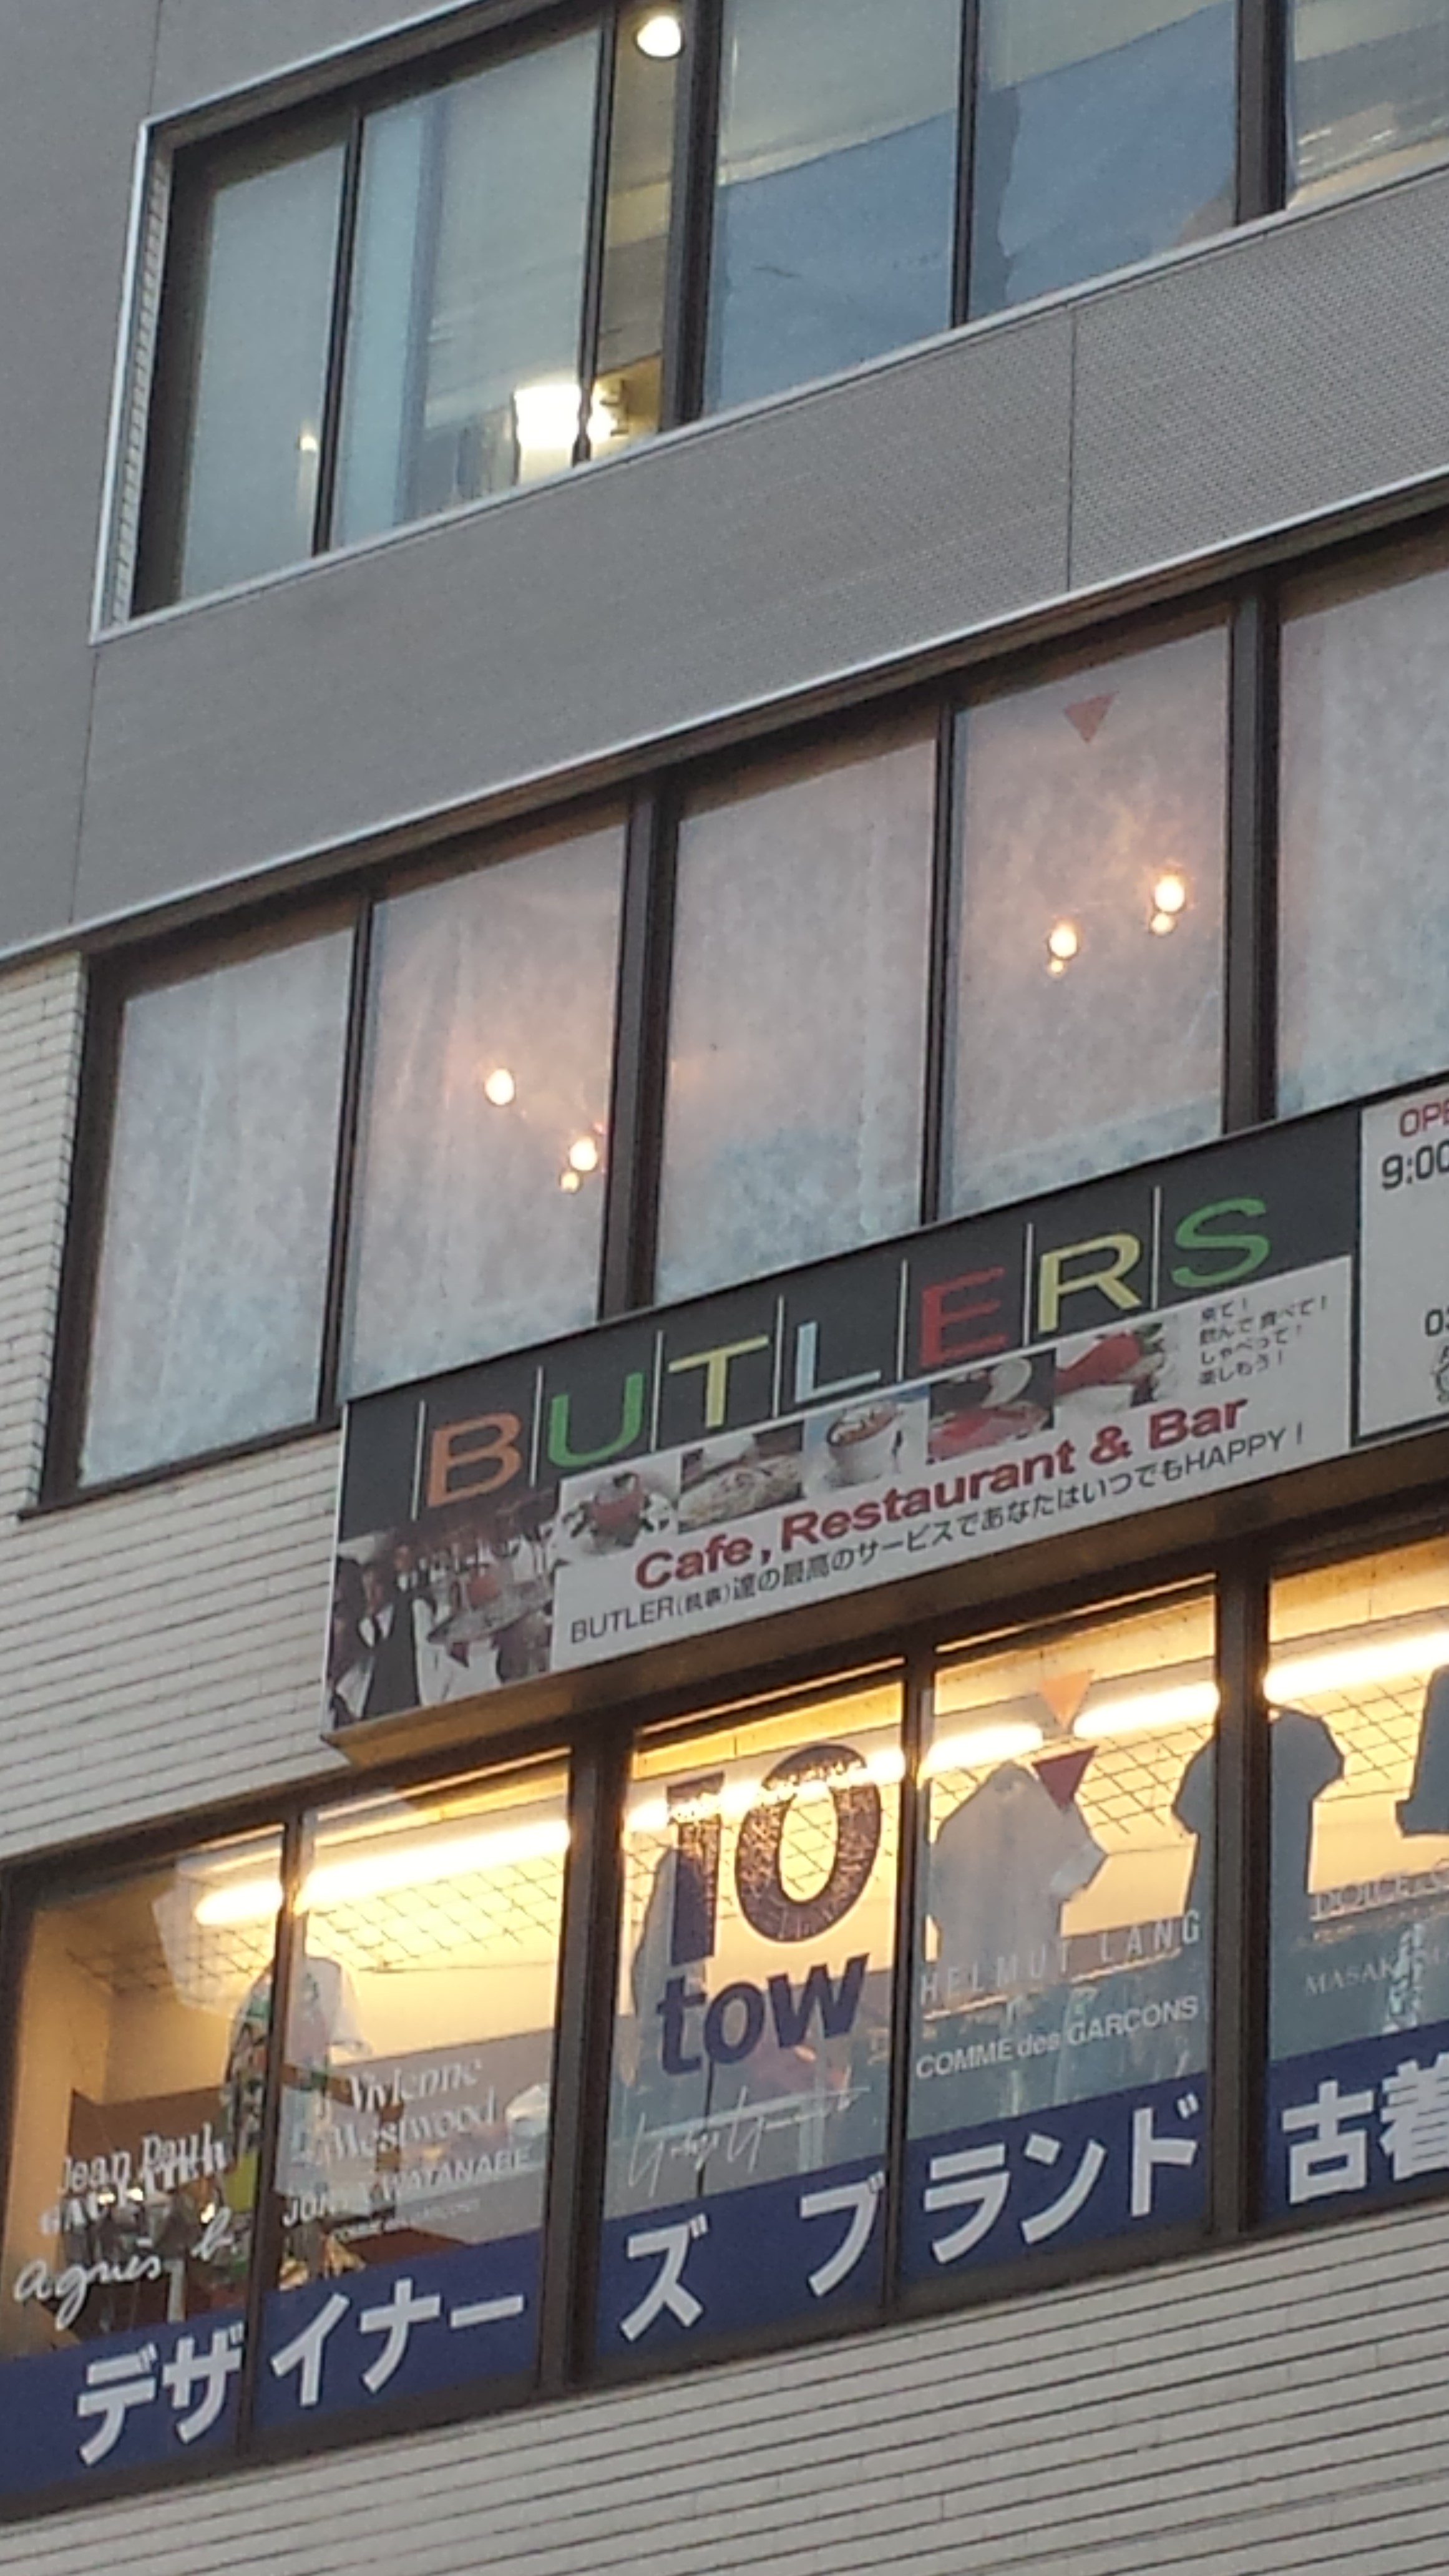 BUTLERS
来て!
飲んで 食べて!
しゃべって!
楽しもう!
Cafe, Restaurant & Bar
BUTLER(執事)達の最高のサービスであなたはいつでもHAPPY!
9:00
10
tow
HELMUT LANG
COMME des GARCONS
Vivienne
Westwood
JUNYA WATANABE
Jean Paul
GAULTIER
agnès b.
デザイナーズ ブランド 古着